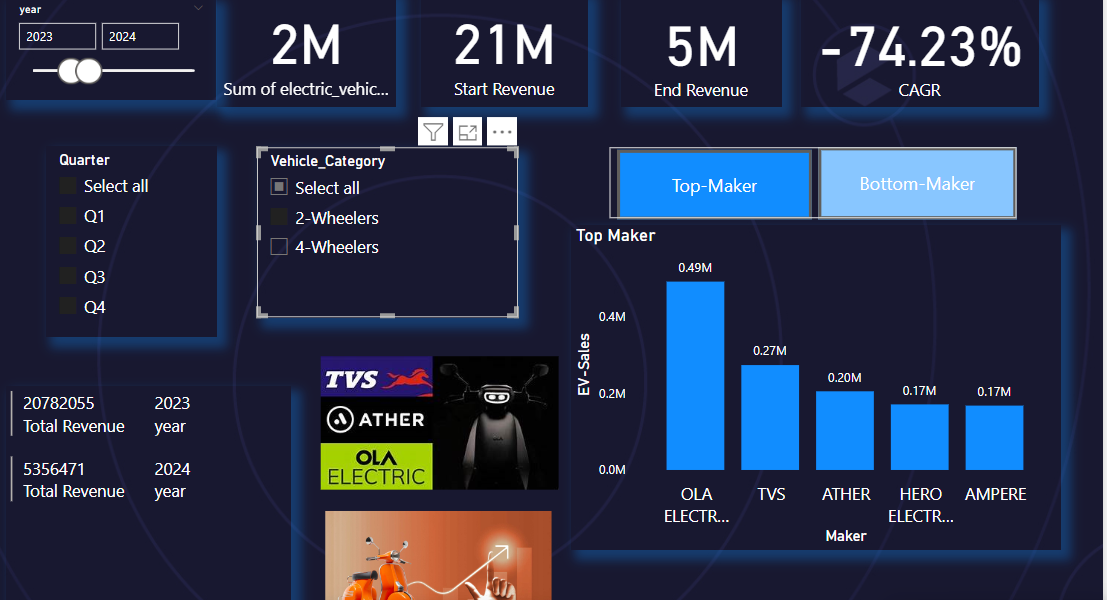 year
2023
2024
2M
Sum of electric_vehic...
21M
Start Revenue
5M
End Revenue
-74.23%
CAGR
Quarter
Select all
Q1
Q2
Q3
Q4
Vehicle_Category
Select all
2-Wheelers
4-Wheelers
Top-Maker
Bottom-Maker
Top Maker
EV-Sales
0.4M
0.2M
0.0M
0.49M
0.27M
0.20M
0.17M
0.17M
OLA
ELECTR...
TVS
ATHER
HERO
ELECTR...
AMPERE
Maker
20782055
Total Revenue
2023
year
5356471
Total Revenue
2024
year
TVS
ATHER
OLA
ELECTRIC